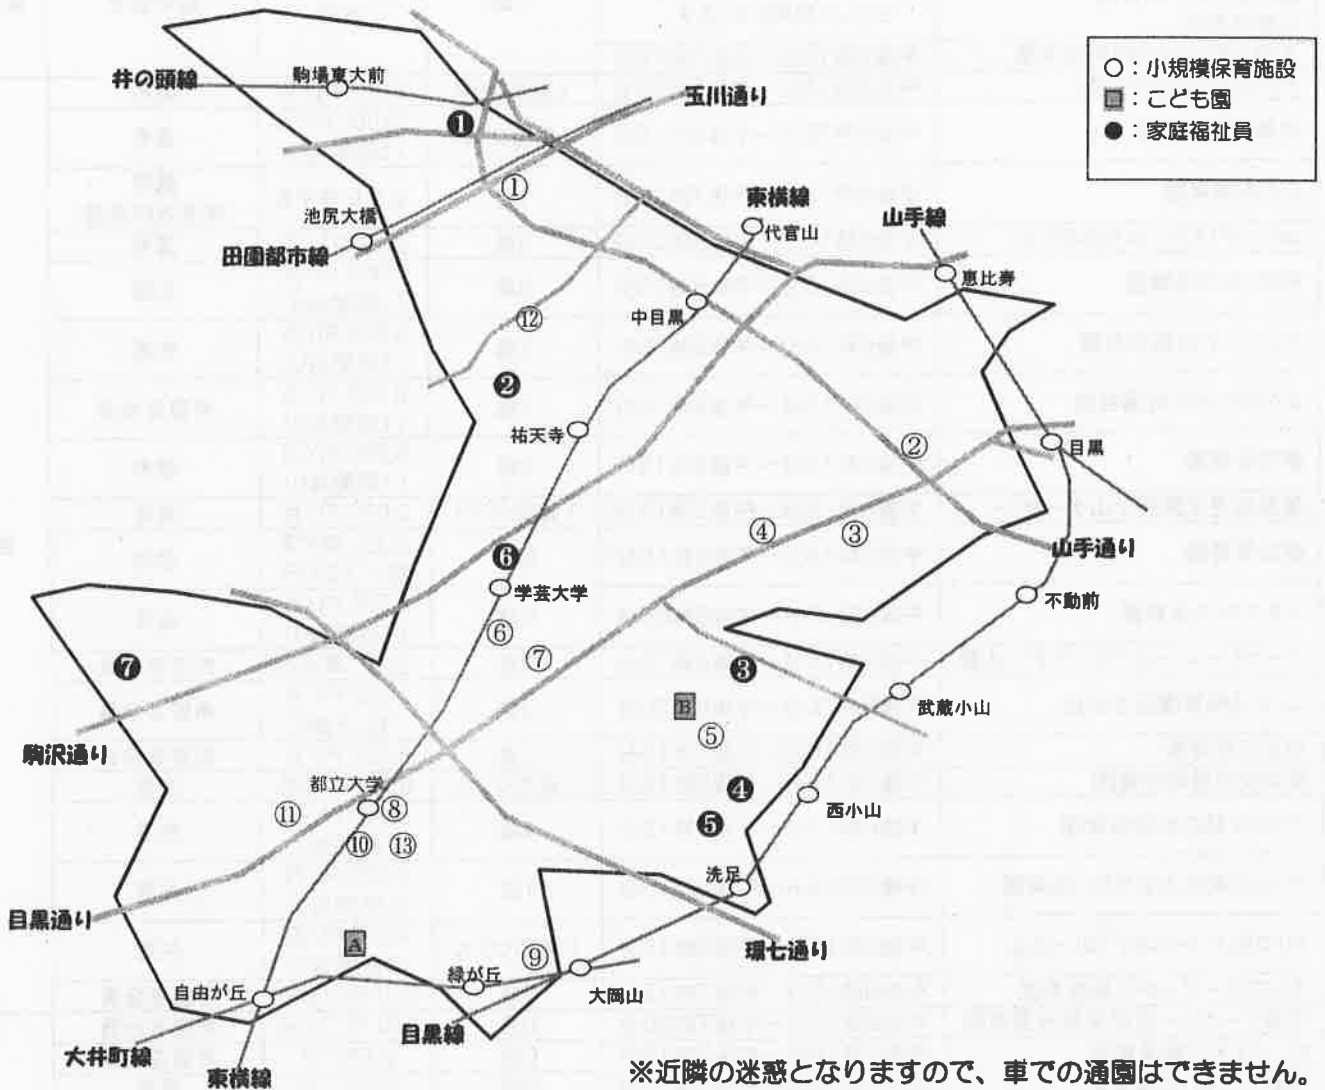 ○：小規模保育施設
■：こども園
●：家庭福祉員
井の頭線
駒場東大前
玉川通り
❶
①
池尻大橋
田園都市線
東横線
代官山
山手線
恵比寿
中目黒
⑫
❷
祐天寺
目黒
②
④
③
山手通り
❻
学芸大学
不動前
⑥
⑦
❼
❸
B
⑤
武蔵小山
駒沢通り
都立大学
⑧
⑪
⑩
⑬
❹
❺
西小山
洗足
目黒通り
A
⑨
環七通り
緑が丘
大岡山
自由が丘
目黒線
大井町線
東横線
※近隣の迷惑となりますので、車での通園はできません。